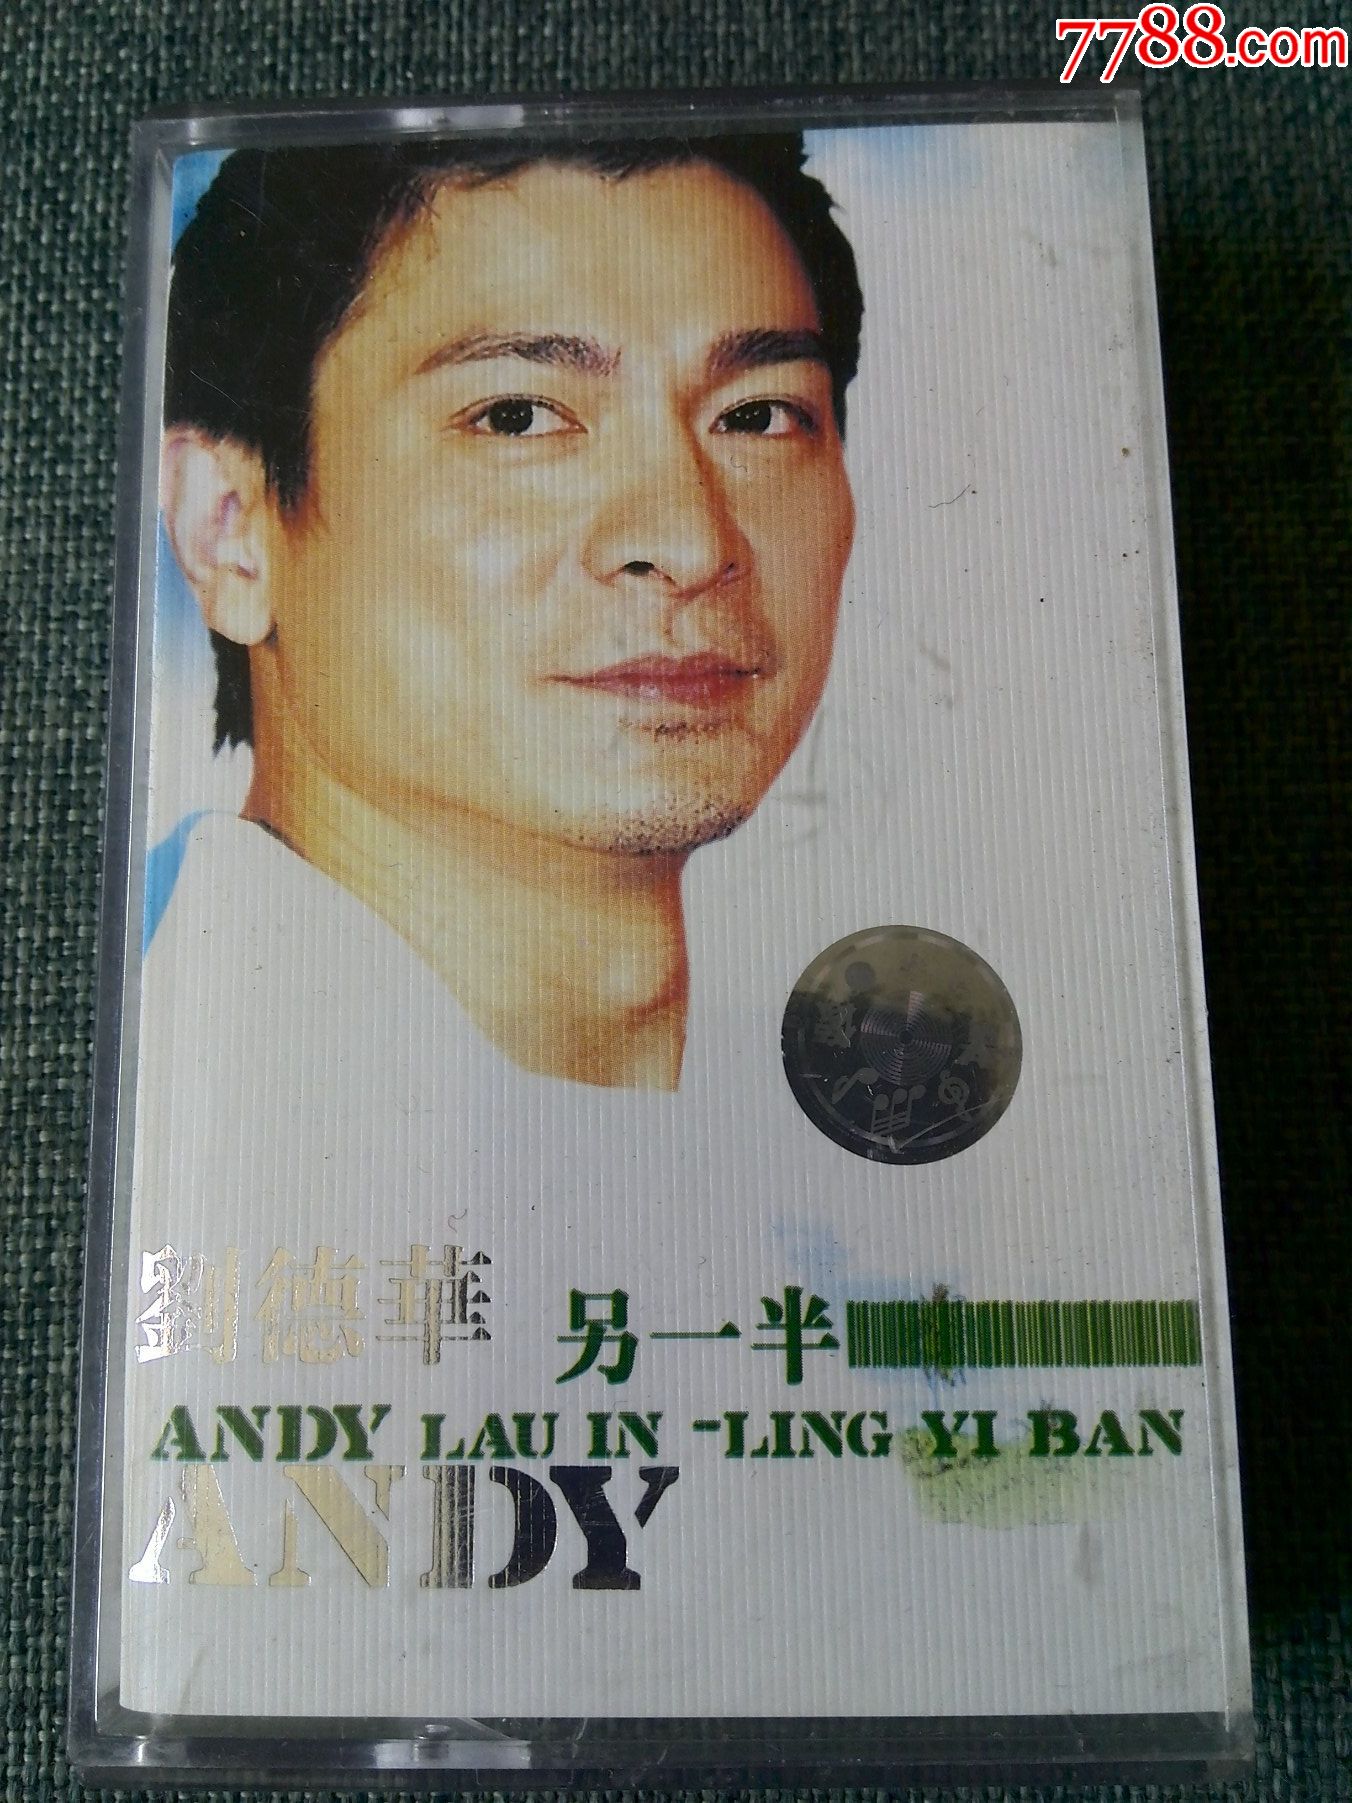 7788.com
劉德華
另一半
ANDY LAU IN -LING YI BAN
ANDY